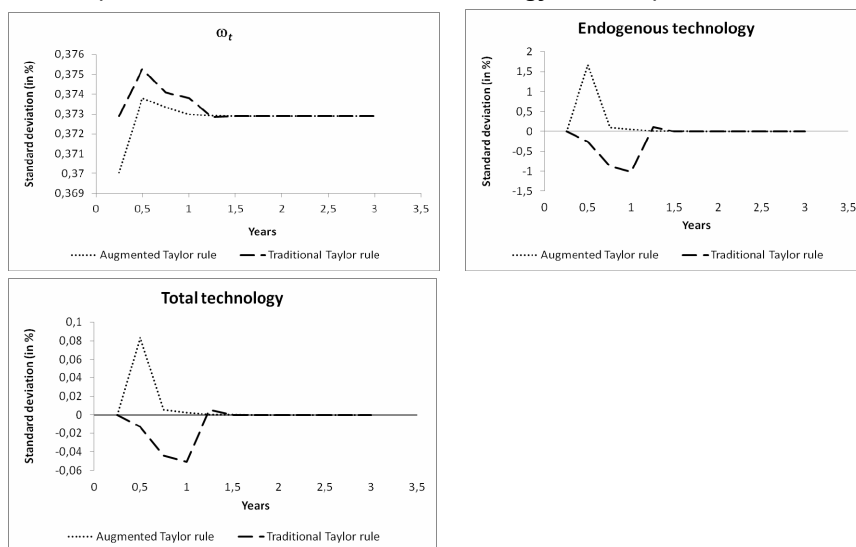 ω_t
0,376
0,375
0,374
0,373
0,372
0,371
0,37
0,369
Standard deviation (in %)
0 0,5 1 1,5 2 2,5 3 3,5
Years
Augmented Taylor rule Traditional Taylor rule
Endogenous technology
2
1,5
1
0,5
0
-0,5
-1
-1,5
Standard deviation (in %)
0 0,5 1 1,5 2 2,5 3 3,5
Years
Augmented Taylor rule Traditional Taylor rule
Total technology
0,1
0,08
0,06
0,04
0,02
0
-0,02
-0,04
-0,06
Standard deviation (in %)
0 0,5 1 1,5 2 2,5 3 3,5
Years
Augmented Taylor rule Traditional Taylor rule